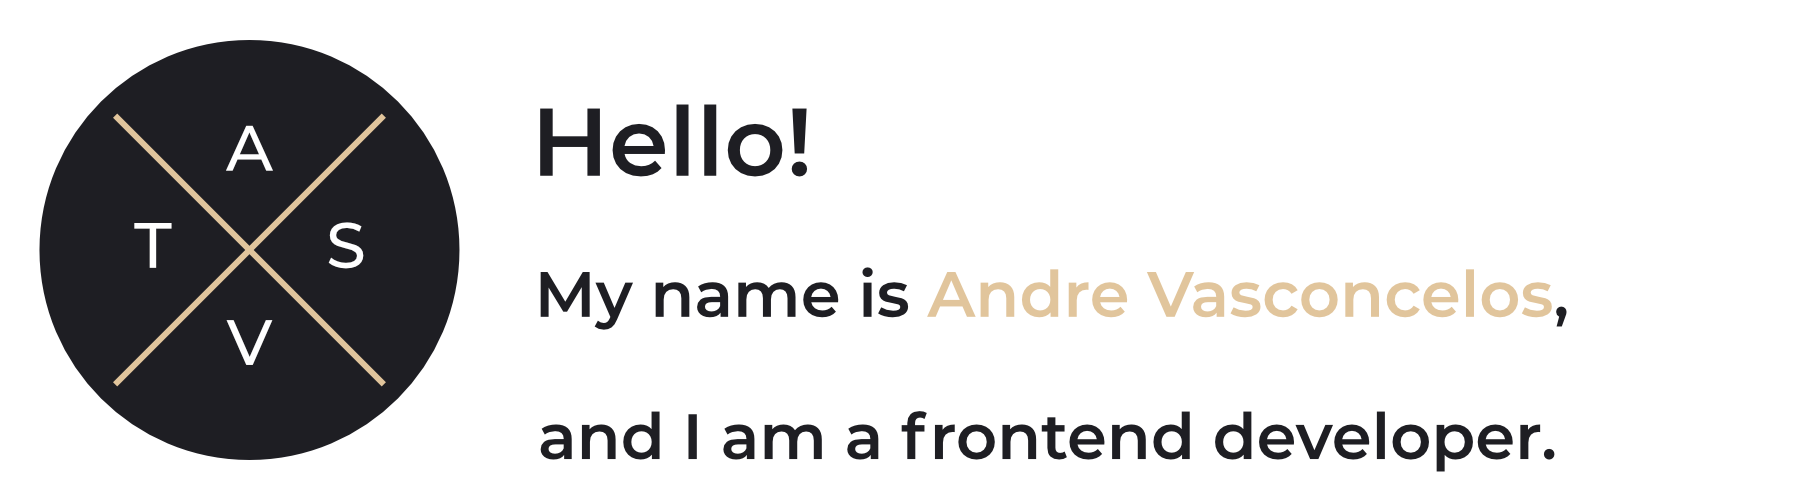 A
T S
V
Hello!
My name is Andre Vasconcelos,
and I am a frontend developer.